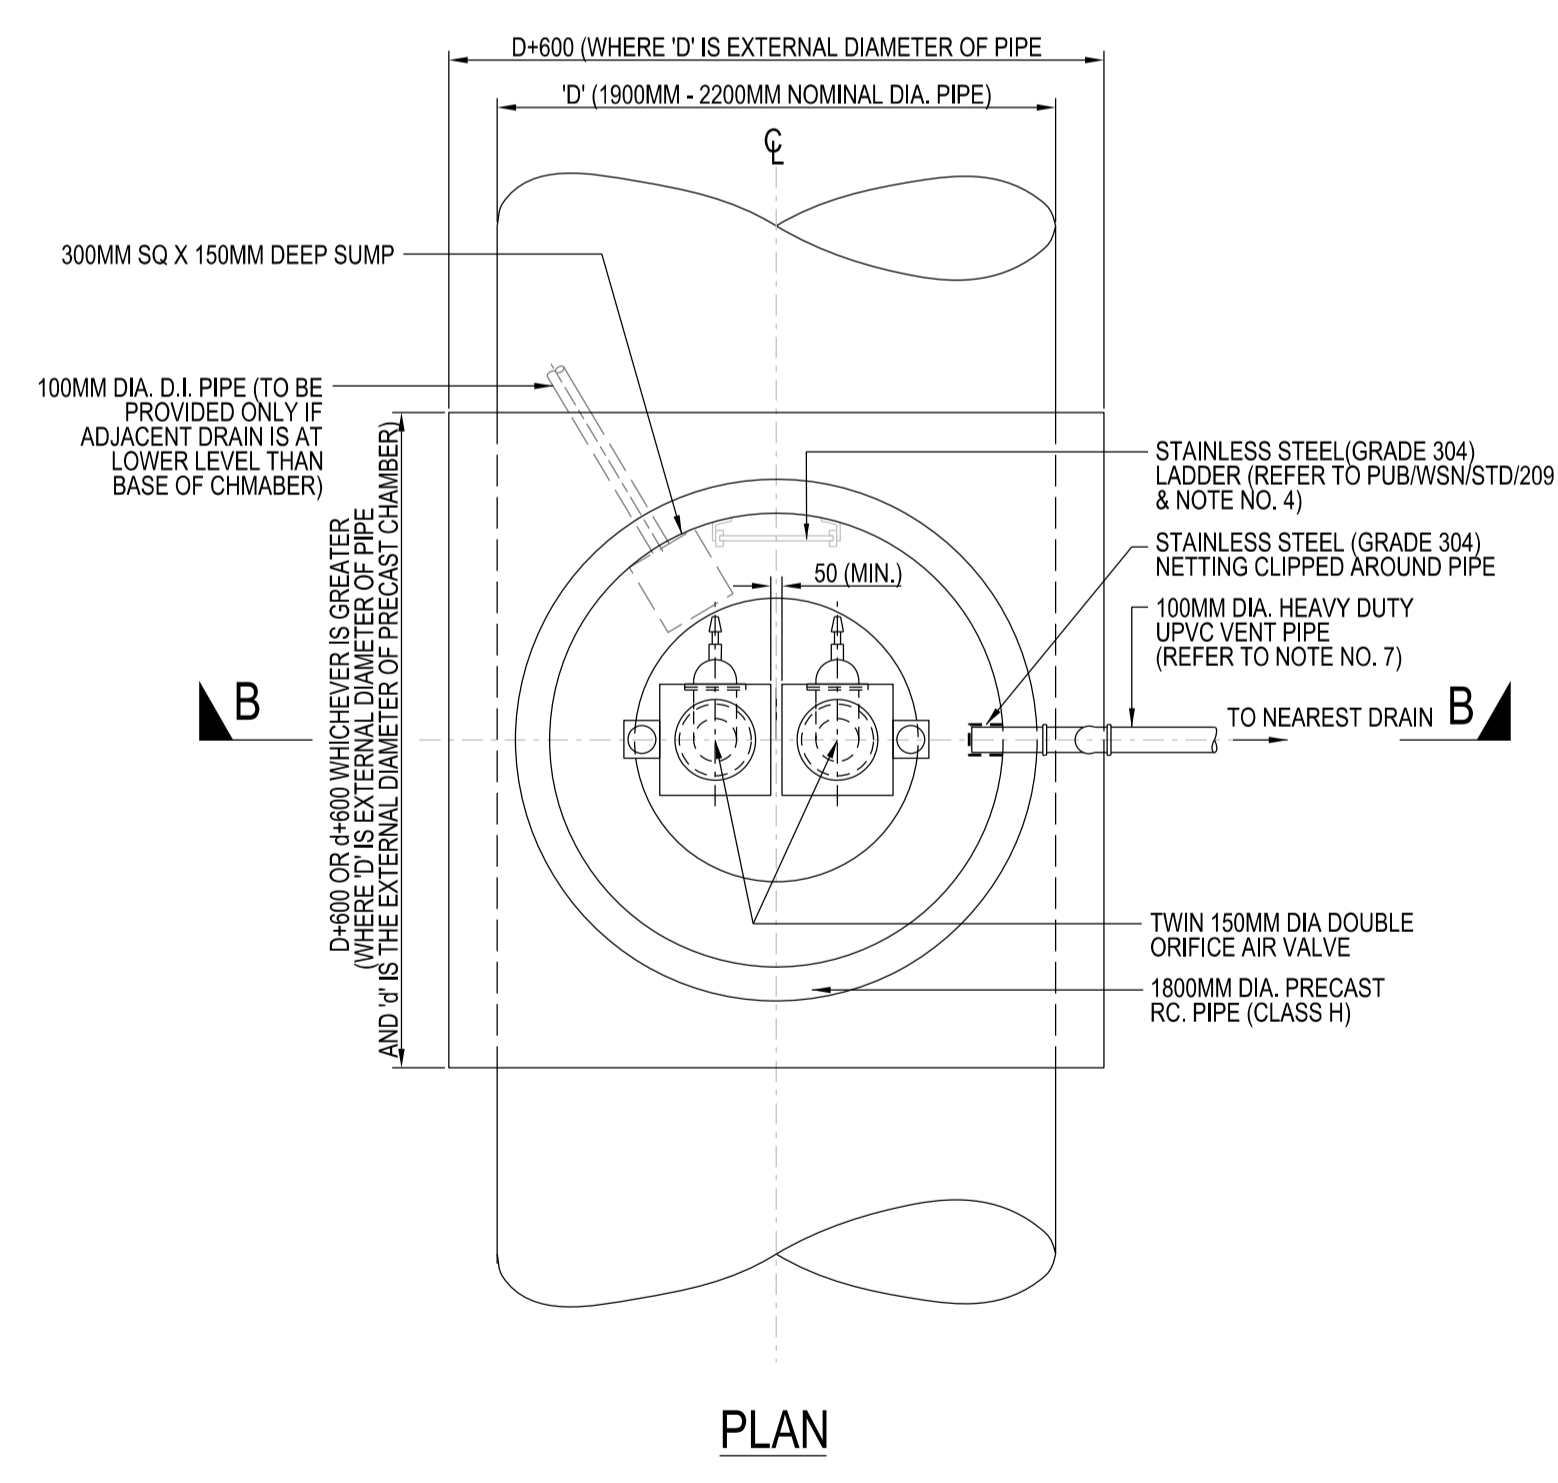 D+600 (WHERE 'D' IS EXTERNAL DIAMETER OF PIPE
'D' (1900MM - 2200MM NOMINAL DIA. PIPE)
℄
300MM SQ X 150MM DEEP SUMP
100MM DIA. D.I. PIPE (TO BE
PROVIDED ONLY IF
ADJACENT DRAIN IS AT
LOWER LEVEL THAN
BASE OF CHMABER)
D+600 OR d+600 WHICHEVER IS GREATER
(WHERE 'D' IS EXTERNAL DIAMETER OF PIPE
AND 'd' IS THE EXTERNAL DIAMETER OF PRECAST CHAMBER)
STAINLESS STEEL(GRADE 304)
LADDER (REFER TO PUB/WSN/STD/209
& NOTE NO. 4)
STAINLESS STEEL (GRADE 304)
NETTING CLIPPED AROUND PIPE
50 (MIN.)
100MM DIA. HEAVY DUTY
UPVC VENT PIPE
(REFER TO NOTE NO. 7)
B
TO NEAREST DRAIN
B
TWIN 150MM DIA DOUBLE
ORIFICE AIR VALVE
1800MM DIA. PRECAST
RC. PIPE (CLASS H)
PLAN